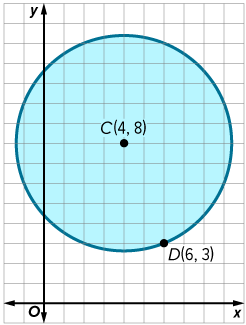 y
C(4, 8)
D(6, 3)
O
x